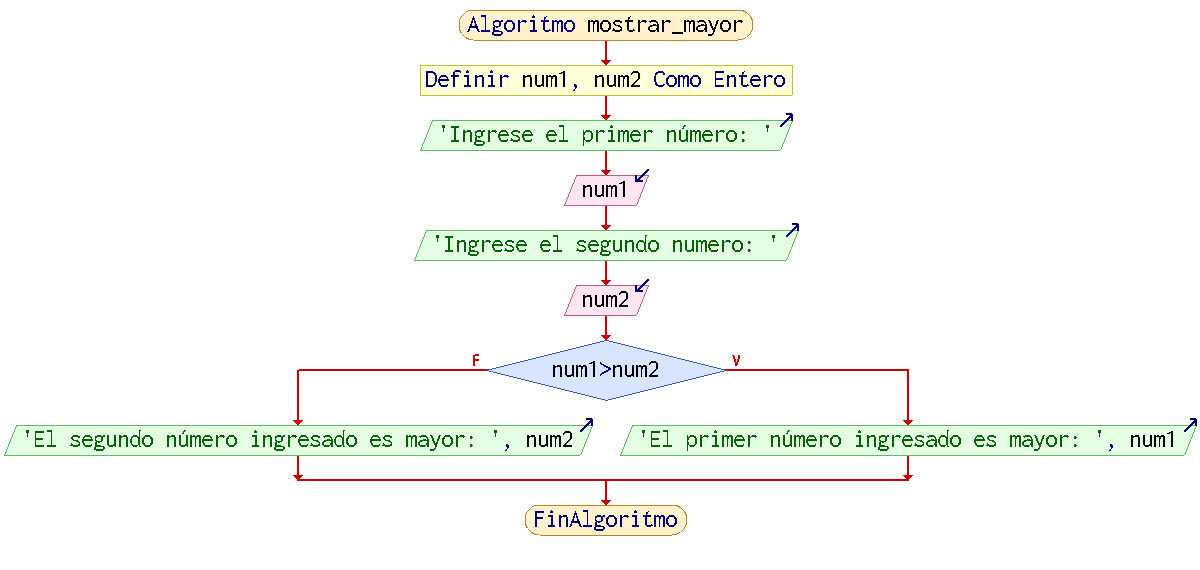 Algoritmo mostrar_mayor
Definir num1, num2 Como Entero
'Ingrese el primer número: '
num1
'Ingrese el segundo numero: '
num2
F
num1>num2
V
'El segundo número ingresado es mayor: ', num2
'El primer número ingresado es mayor: ', num1
FinAlgoritmo